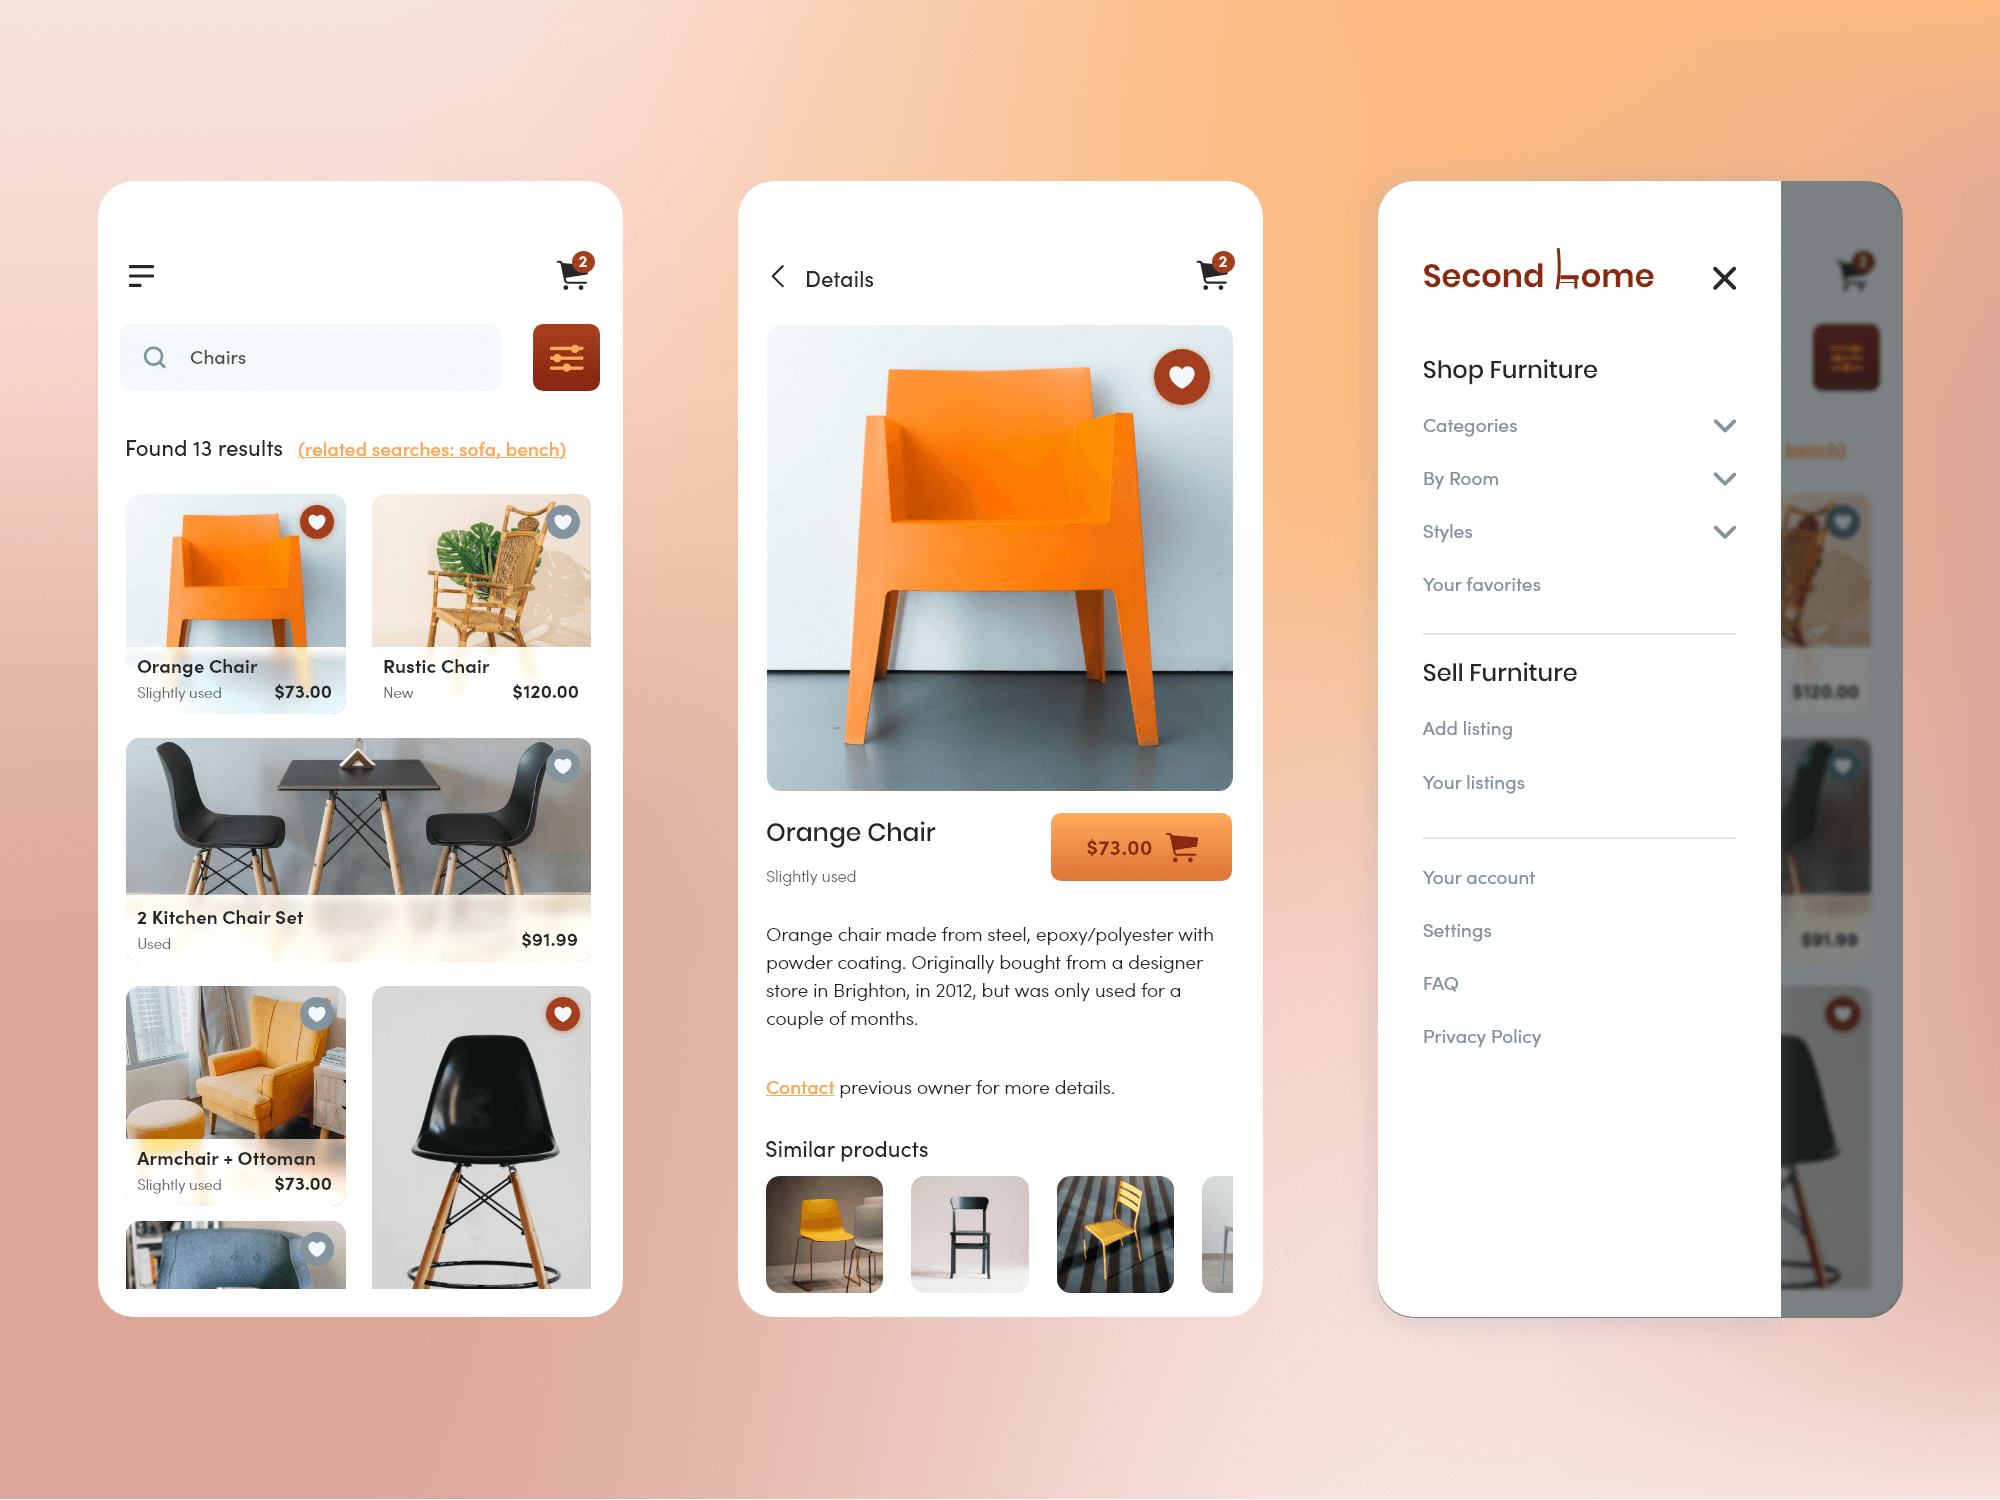 2
Chairs
Found 13 results (related searches: sofa, bench)
Orange Chair
Slightly used $73.00
Rustic Chair
New $120.00
2 Kitchen Chair Set
Used $91.99
Armchair + Ottoman
Slightly used $73.00
Details
2
Orange Chair
$73.00
Slightly used
Orange chair made from steel, epoxy/polyester with
powder coating. Originally bought from a designer
store in Brighton, in 2012, but was only used for a
couple of months.
Contact previous owner for more details.
Similar products
Second home
Shop Furniture
Categories
By Room
Styles
Your favorites
Sell Furniture
Add listing
Your listings
Your account
Settings
FAQ
Privacy Policy
2
bench)
$120.00
$91.99